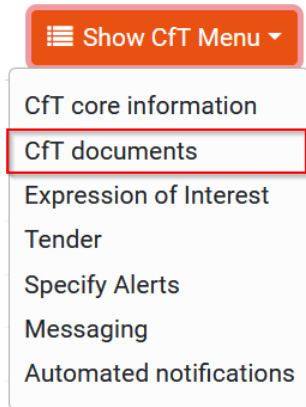 Show CfT Menu
CfT core information
CfT documents
Expression of Interest
Tender
Specify Alerts
Messaging
Automated notifications